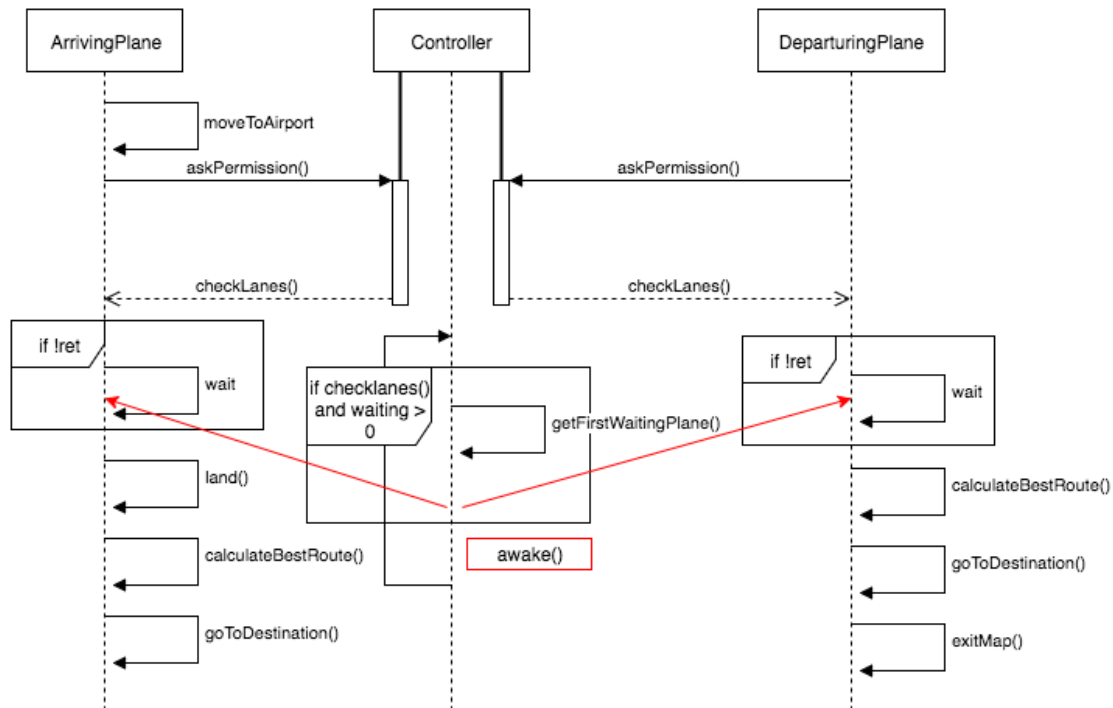 ArrivingPlane
Controller
DeparturingPlane
moveToAirport
askPermission()
askPermission()
checkLanes()
checkLanes()
if !ret
wait
if checklanes()
and waiting >
0
getFirstWaitingPlane()
if !ret
wait
land()
calculateBestRoute()
awake()
calculateBestRoute()
goToDestination()
goToDestination()
exitMap()